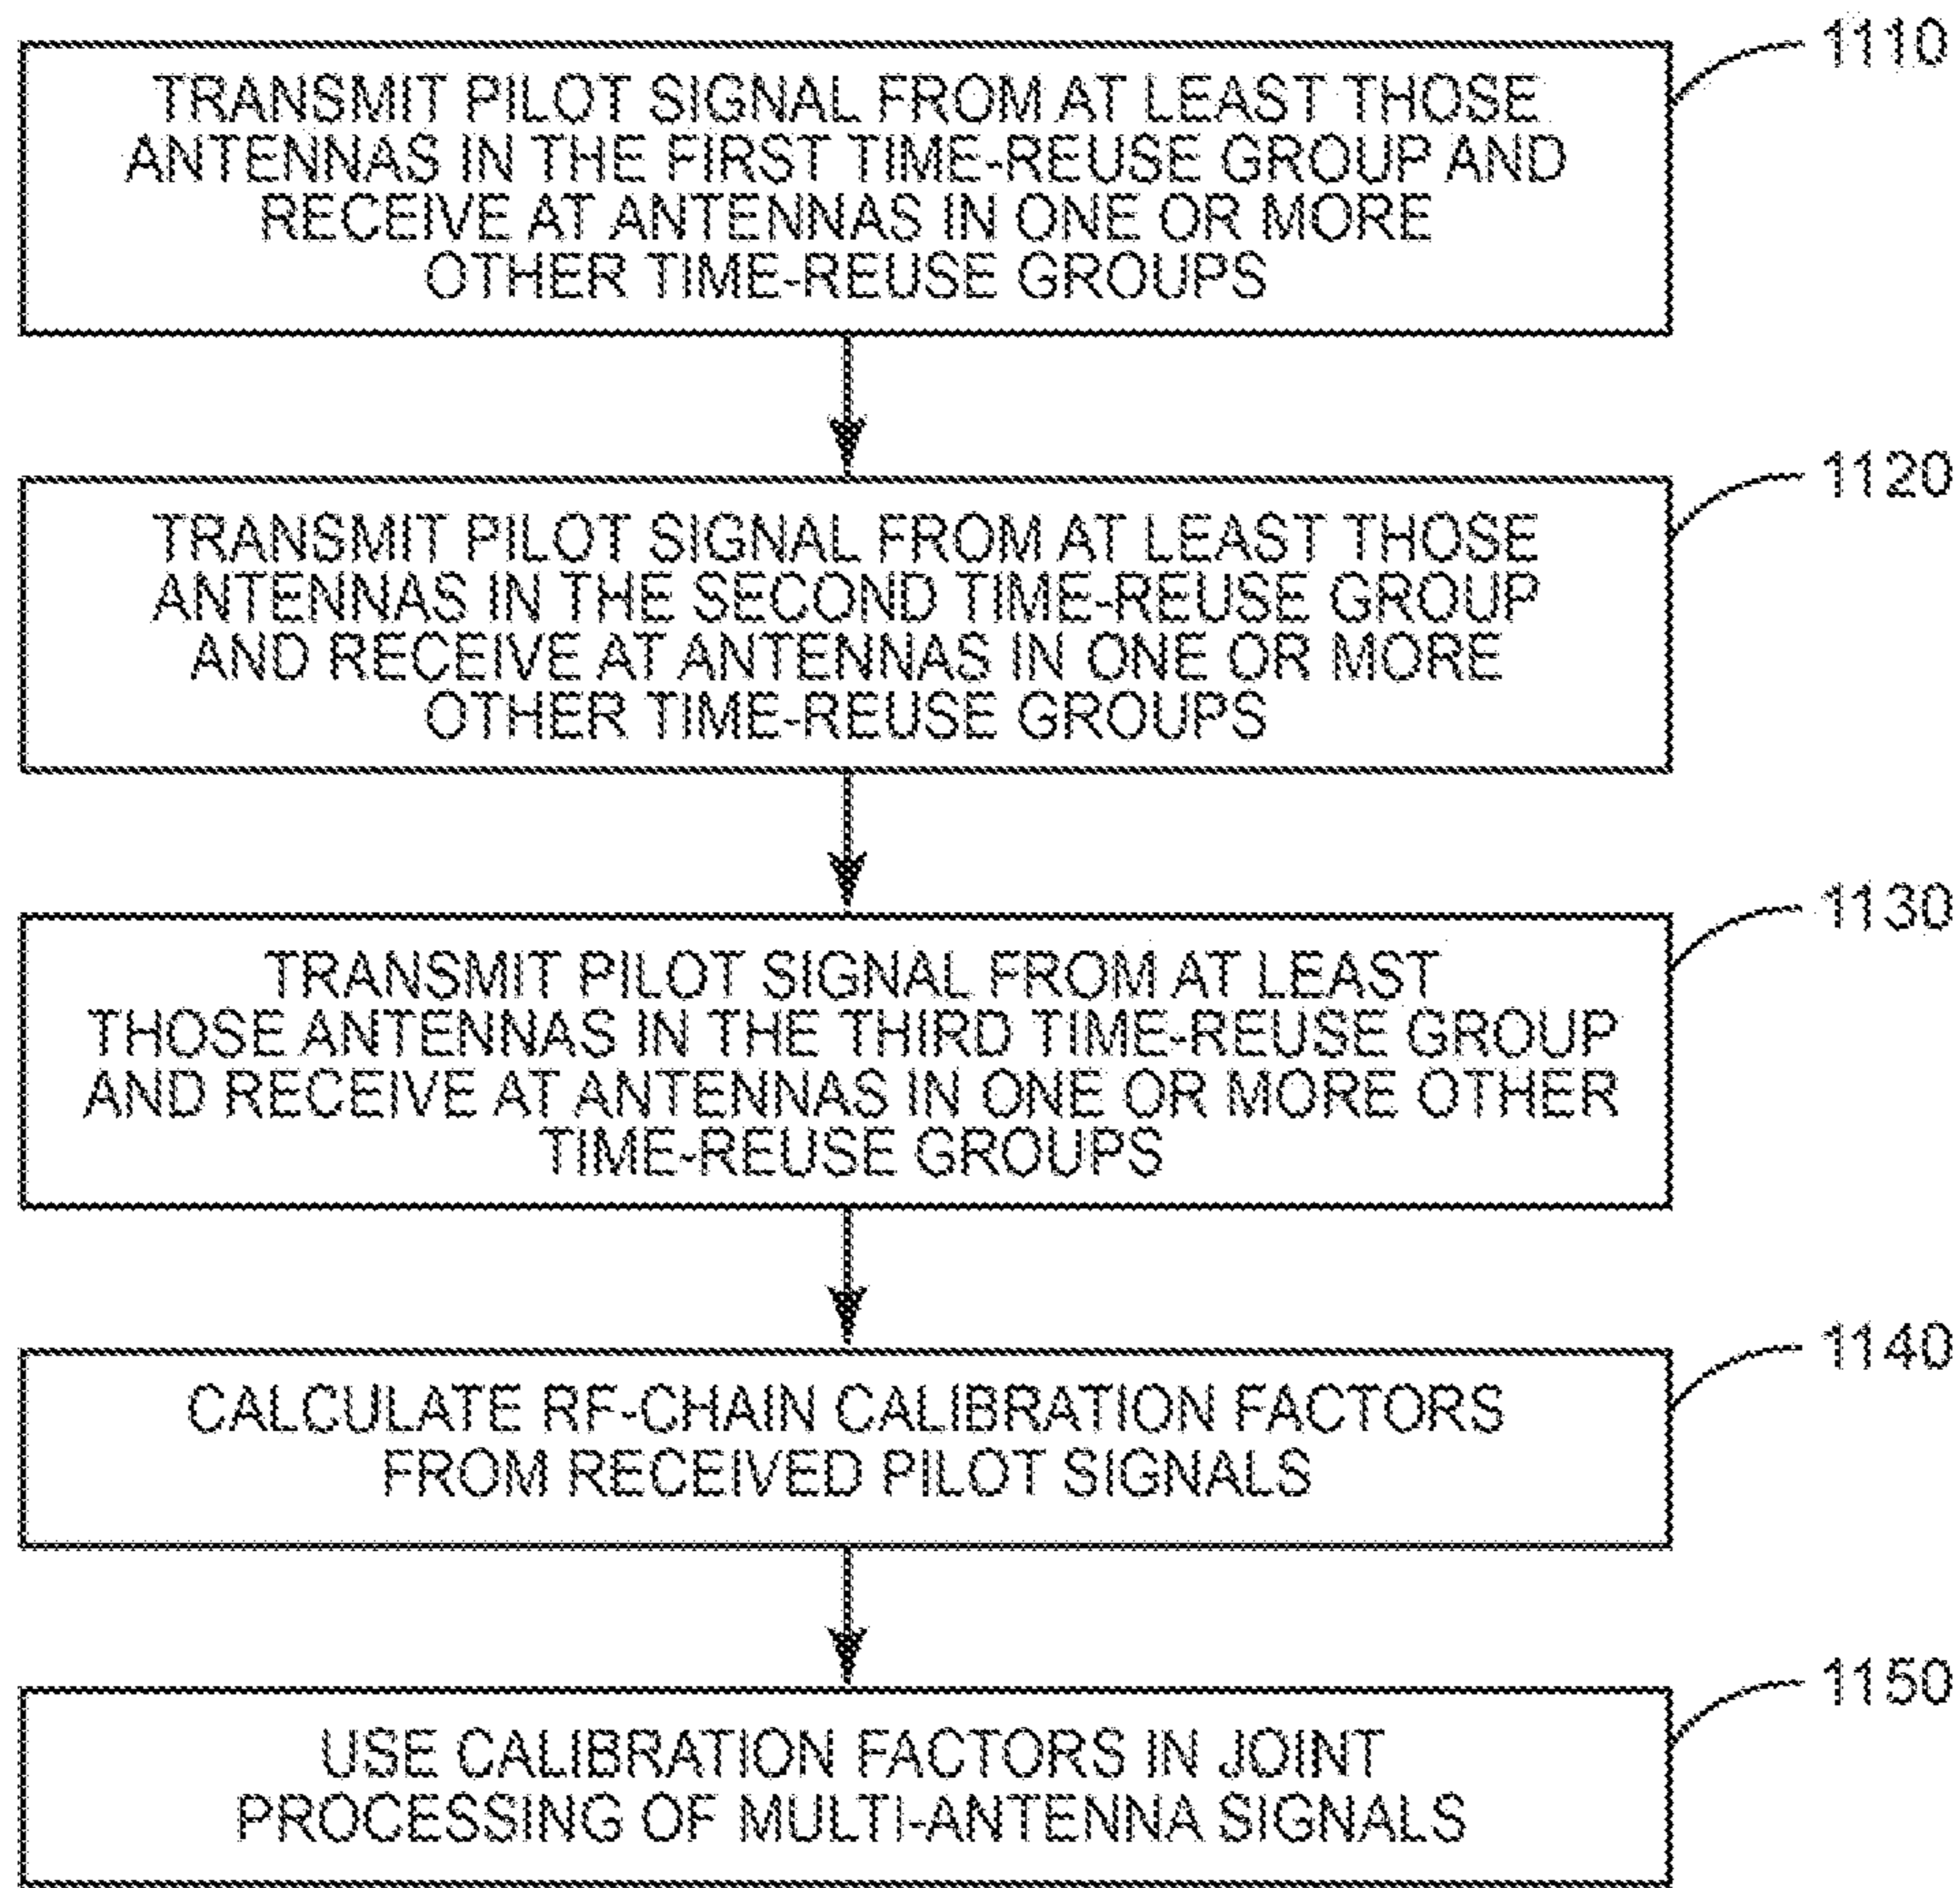 1110
TRANSMIT PILOT SIGNAL FROM AT LEAST THOSE
ANTENNAS IN THE FIRST TIME-REUSE GROUP AND
RECEIVE AT ANTENNAS IN ONE OR MORE
OTHER TIME-REUSE GROUPS
1120
TRANSMIT PILOT SIGNAL FROM AT LEAST THOSE
ANTENNAS IN THE SECOND TIME-REUSE GROUP
AND RECEIVE AT ANTENNAS IN ONE OR MORE
OTHER TIME-REUSE GROUPS
1130
TRANSMIT PILOT SIGNAL FROM AT LEAST
THOSE ANTENNAS IN THE THIRD TIME-REUSE GROUP
AND RECEIVE AT ANTENNAS IN ONE OR MORE OTHER
TIME-REUSE GROUPS
1140
CALCULATE RF-CHAIN CALIBRATION FACTORS
FROM RECEIVED PILOT SIGNALS
1150
USE CALIBRATION FACTORS IN JOINT
PROCESSING OF MULTI-ANTENNA SIGNALS